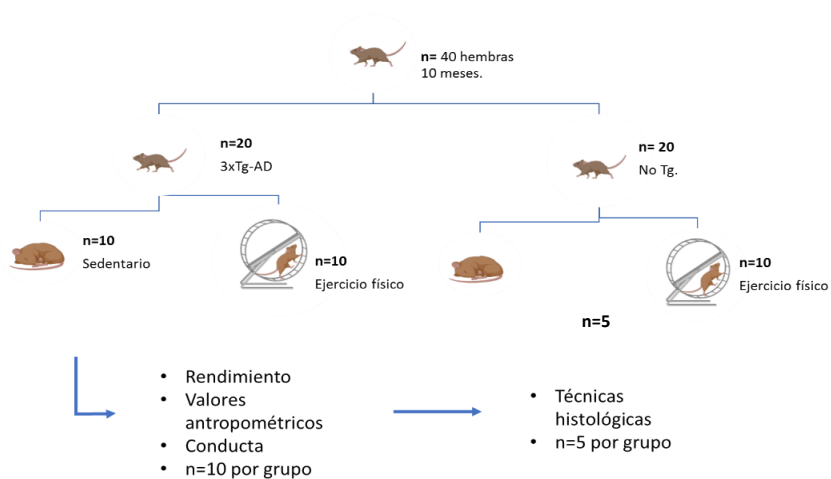 n= 40 hembras
10 meses.
n=20
3xTg-AD
n= 20
No Tg.
n=10
Sedentario
n=10
Ejercicio físico
n=10
Ejercicio físico
n=5
• Rendimiento
• Valores
antropométricos
• Conducta
• n=10 por grupo
• Técnicas
histológicas
• n=5 por grupo